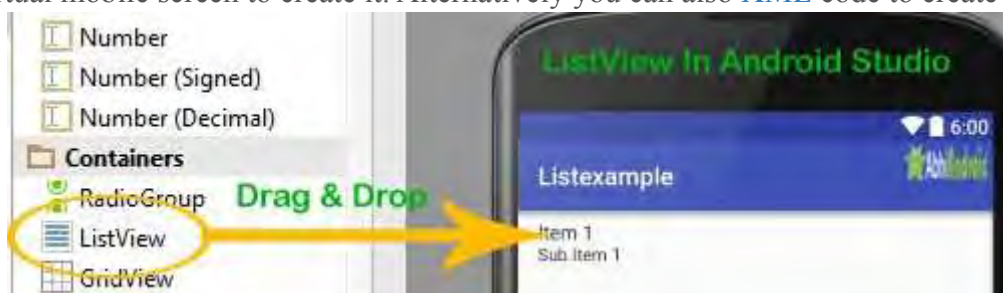 Number
Number (Signed)
Number (Decimal)
Containers
RadioGroup
ListView
GridView
Drag & Drop
ListView In Android Studio
6:00
Listexample
Item 1
Sub Item 1